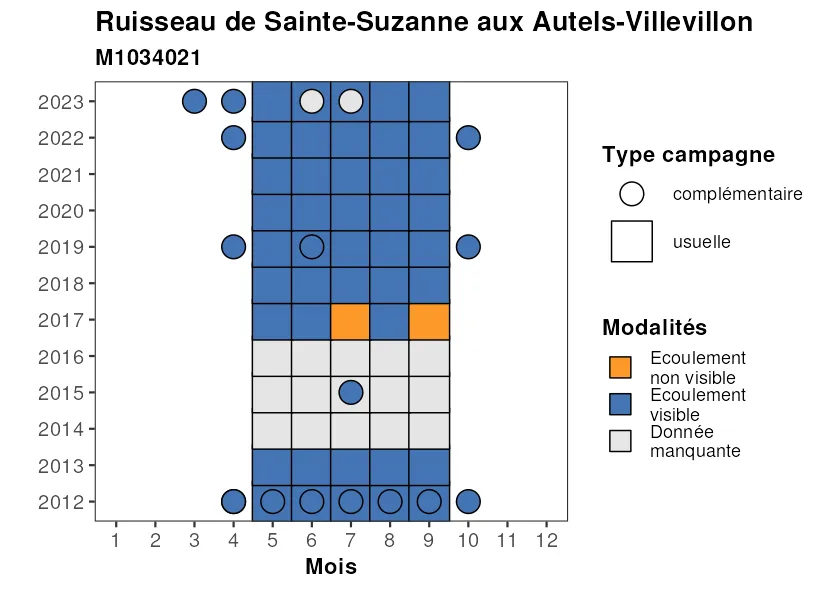 Ruisseau de Sainte-Suzanne aux Autels-Villevillon
M1034021
2023
2022
2021
2020
2019
2018
2017
2016
2015
2014
2013
2012
1 2 3 4 5 6 7 8 9 10 11 12
Mois
Type campagne
complémentaire
usuelle
Modalités
Ecoulement
non visible
Ecoulement
visible
Donnée
manquante